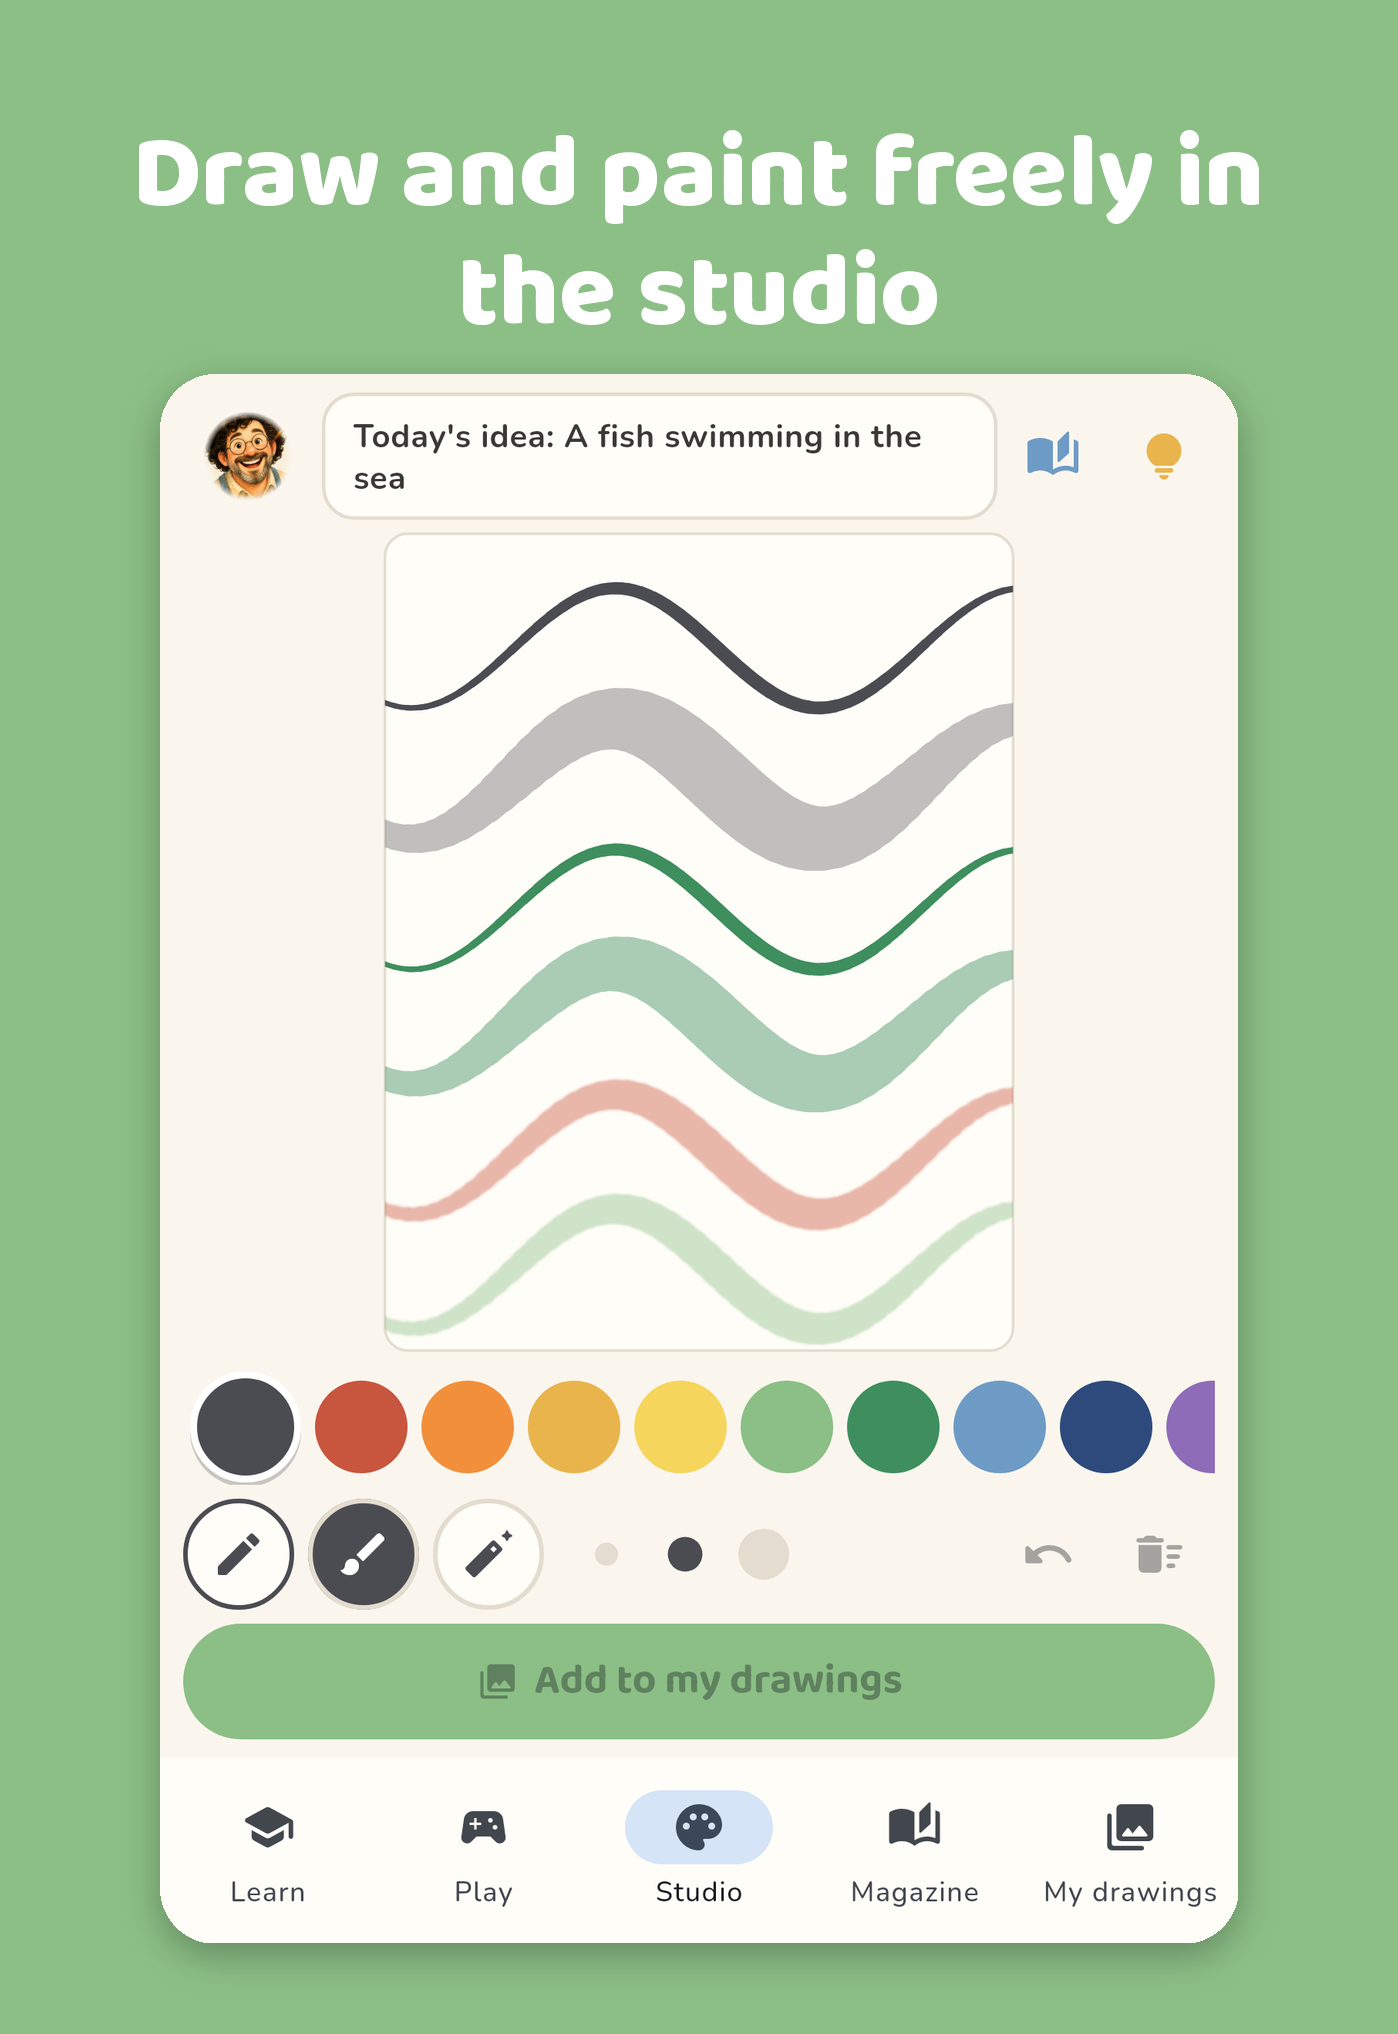 Draw and paint freely in
the studio
Today's idea: A fish swimming in the
sea
Add to my drawings
Learn
Play
Studio
Magazine
My drawings